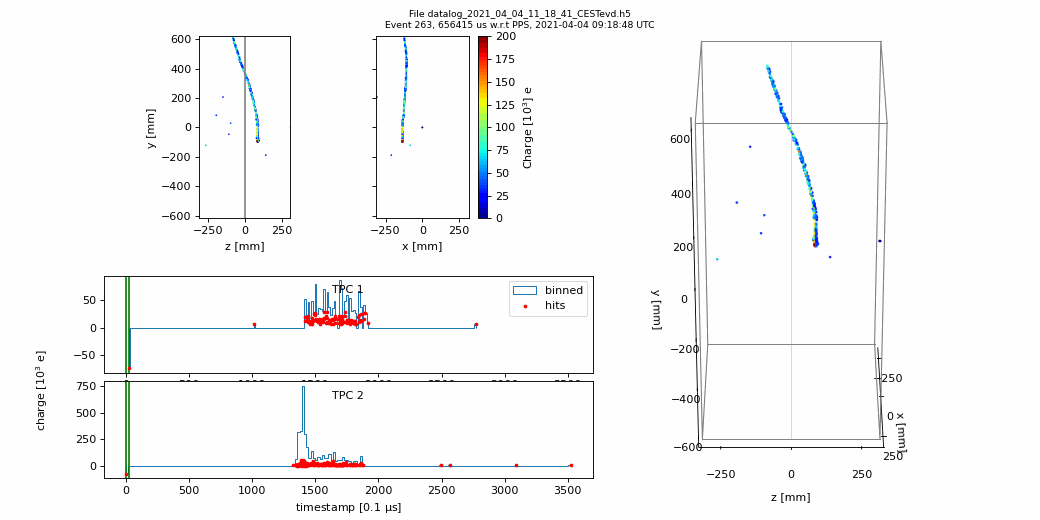 File datalog_2021_04_04_11_18_41_CESTevd.h5
Event 263, 656415 us w.r.t PPS, 2021-04-04 09:18:48 UTC
y [mm]
600
400
200
0
−200
−400
−600
−250 0 250
z [mm]
−250 0 250
x [mm]
200
175
150
125
100
75
50
25
0
Charge [10³] e
charge [10³ e]
TPC 1
binned
hits
50
0
−50
0 500 1000 1500 2000 2500 3000 3500
TPC 2
750
500
250
0
0 500 1000 1500 2000 2500 3000 3500
timestamp [0.1 μs]
600
400
200
0
−200
−400
−600
y [mm]
−250
0
250
x [mm]
−250 0 250
z [mm]